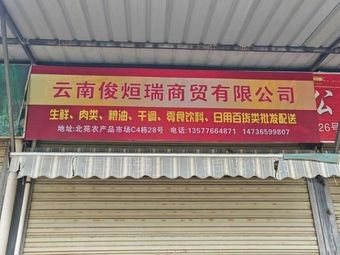 云南俊烜瑞商贸有限公司
生鲜、肉类、粮油、干调、零食饮料、日用百货类批发配送
地址:北苑农产品市场C4栋28号 电话:13577664871 14736599807
公
26号